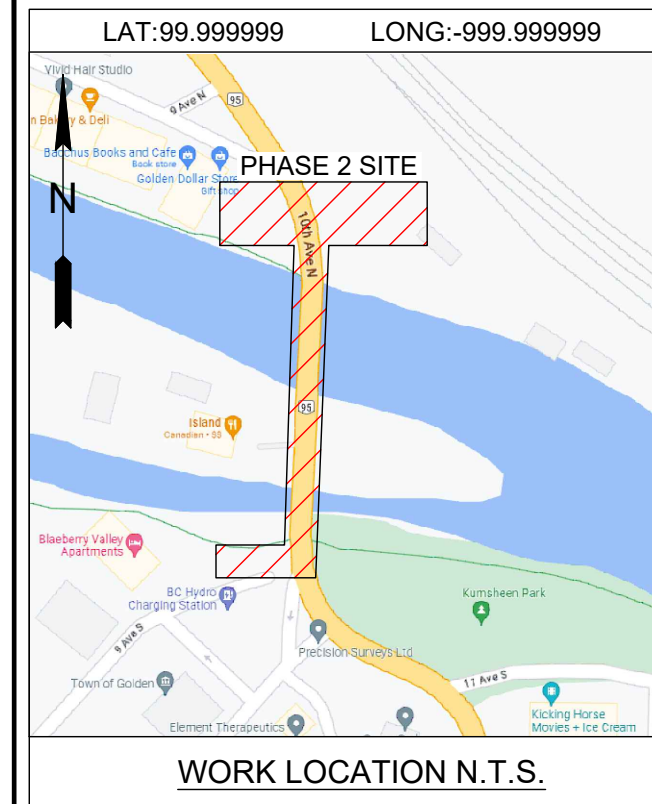 LAT:99.999999 LONG:-999.999999
Vivid Hair Studio
9 Ave N
95
& Deli
Bacchus Books and Cafe
Book store
Golden Dollar Store
Gift shop
PHASE 2 SITE
N
10th Ave N
95
Island
Canadian • $$
Blaeberry Valley
Apartments
BC Hydro
Charging Station
Kumsheen Park
9 Ave S
Precision Surveys Ltd
Town of Golden
11 Ave S
Element Therapeutics
Kicking Horse
Movies + Ice Cream
WORK LOCATION N.T.S.